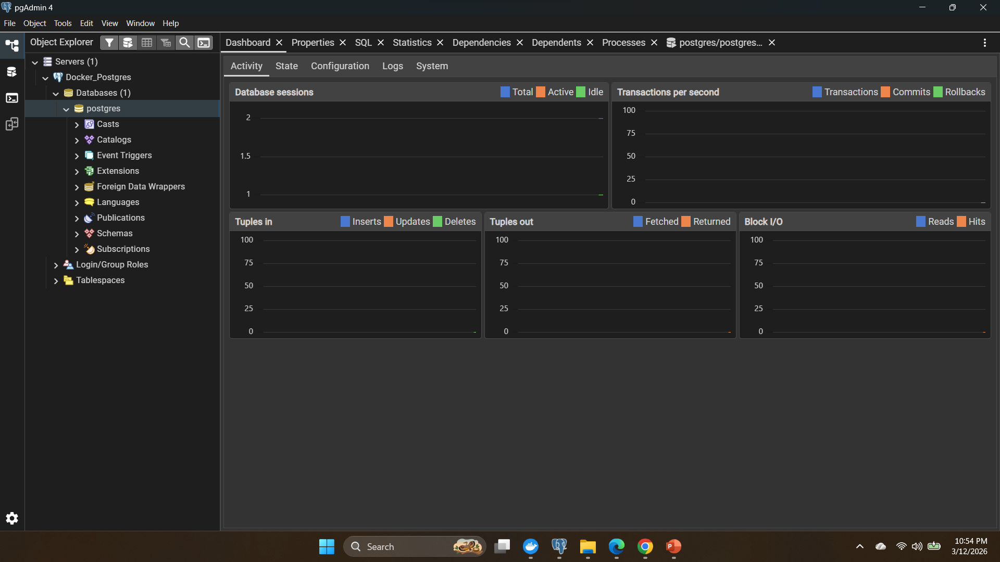 pgAdmin 4
File Object Tools Edit View Window Help
Object Explorer
Dashboard Properties SQL Statistics Dependencies Dependents Processes postgres/postgres...
Servers (1)
Docker_Postgres
Databases (1)
postgres
Casts
Catalogs
Event Triggers
Extensions
Foreign Data Wrappers
Languages
Publications
Schemas
Subscriptions
Login/Group Roles
Tablespaces
Activity State Configuration Logs System
Database sessions Total Active Idle
2
1.5
1
Transactions per second Transactions Commits Rollbacks
100
75
50
25
0
Tuples in Inserts Updates Deletes
100
75
50
25
0
Tuples out Fetched Returned
100
75
50
25
0
Block I/O Reads Hits
100
75
50
25
0
Search
P
10:54 PM
3/12/2026